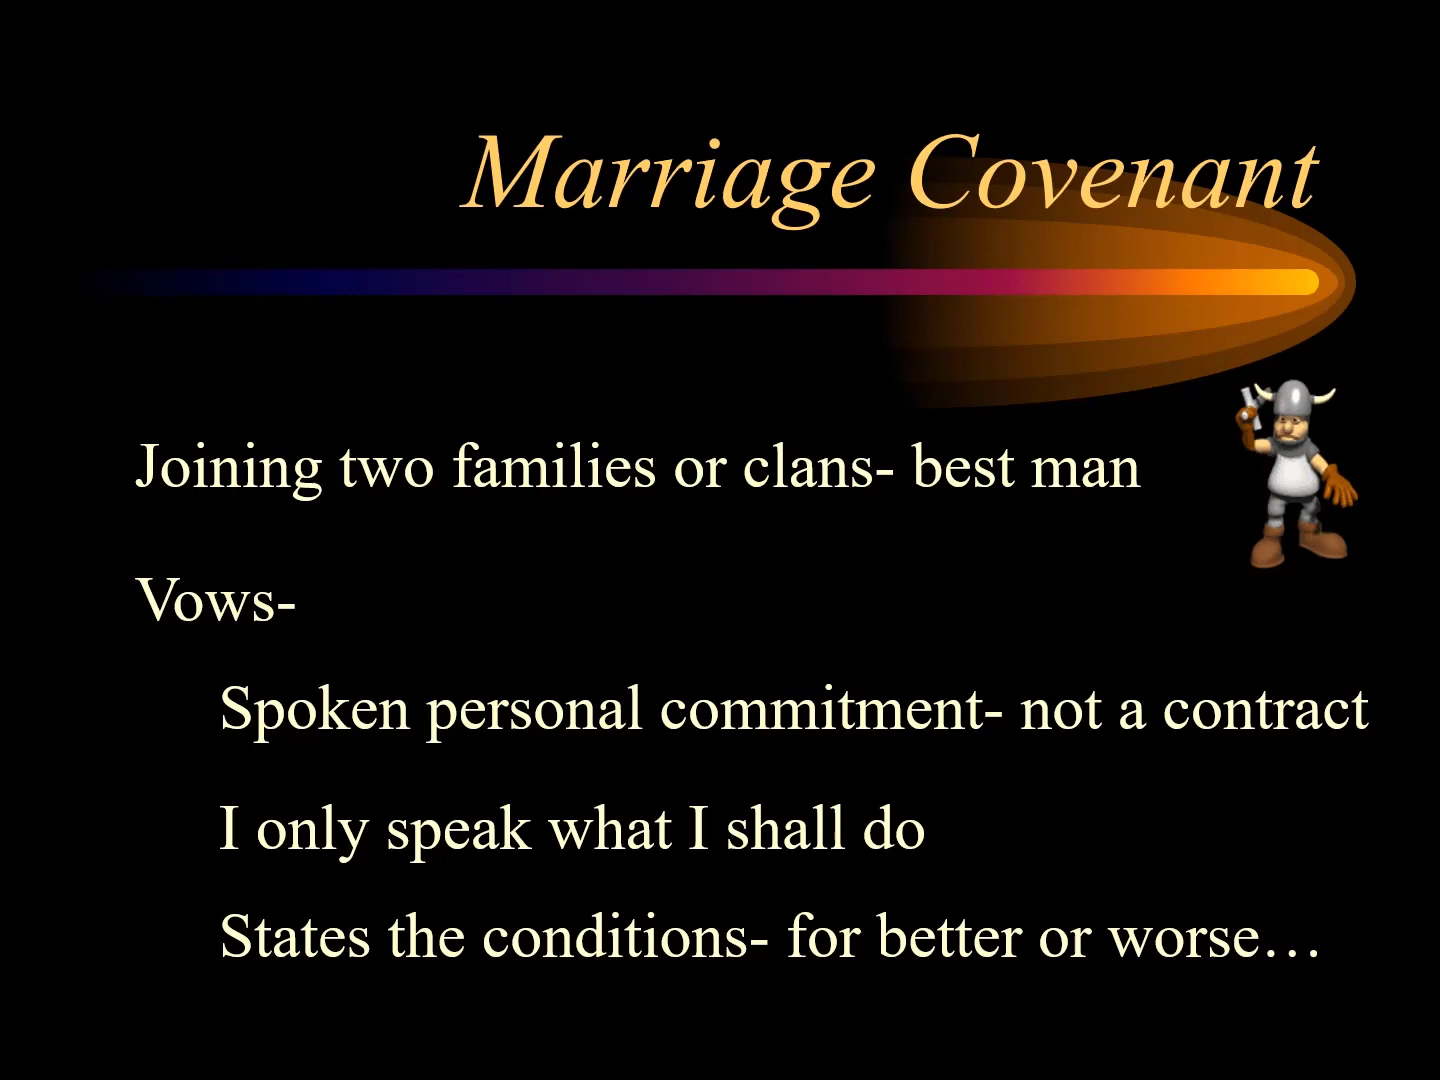 Marriage Covenant
Joining two families or clans- best man
Vows-
Spoken personal commitment- not a contract
I only speak what I shall do
States the conditions- for better or worse…